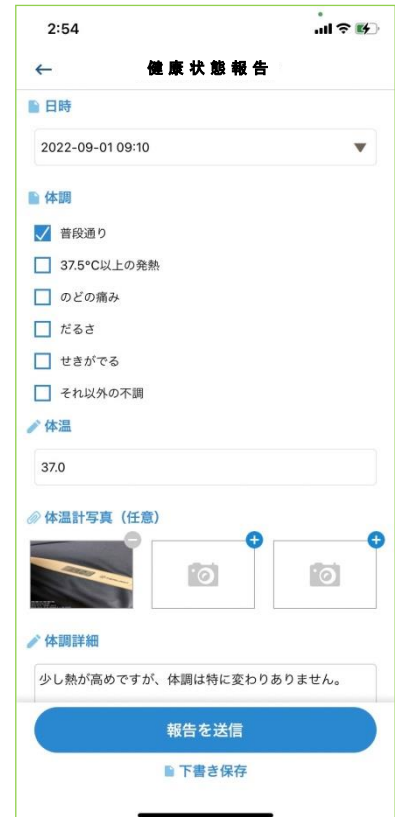 2:54
健康状態報告
日時
2022-09-01 09:10
体調
普段通り
37.5°C以上の発熱
のどの痛み
だるさ
せきがでる
それ以外の不調
体温
37.0
体温計写真（任意）
体調詳細
少し熱が高めですが、体調は特に変わりありません。
報告を送信
下書き保存